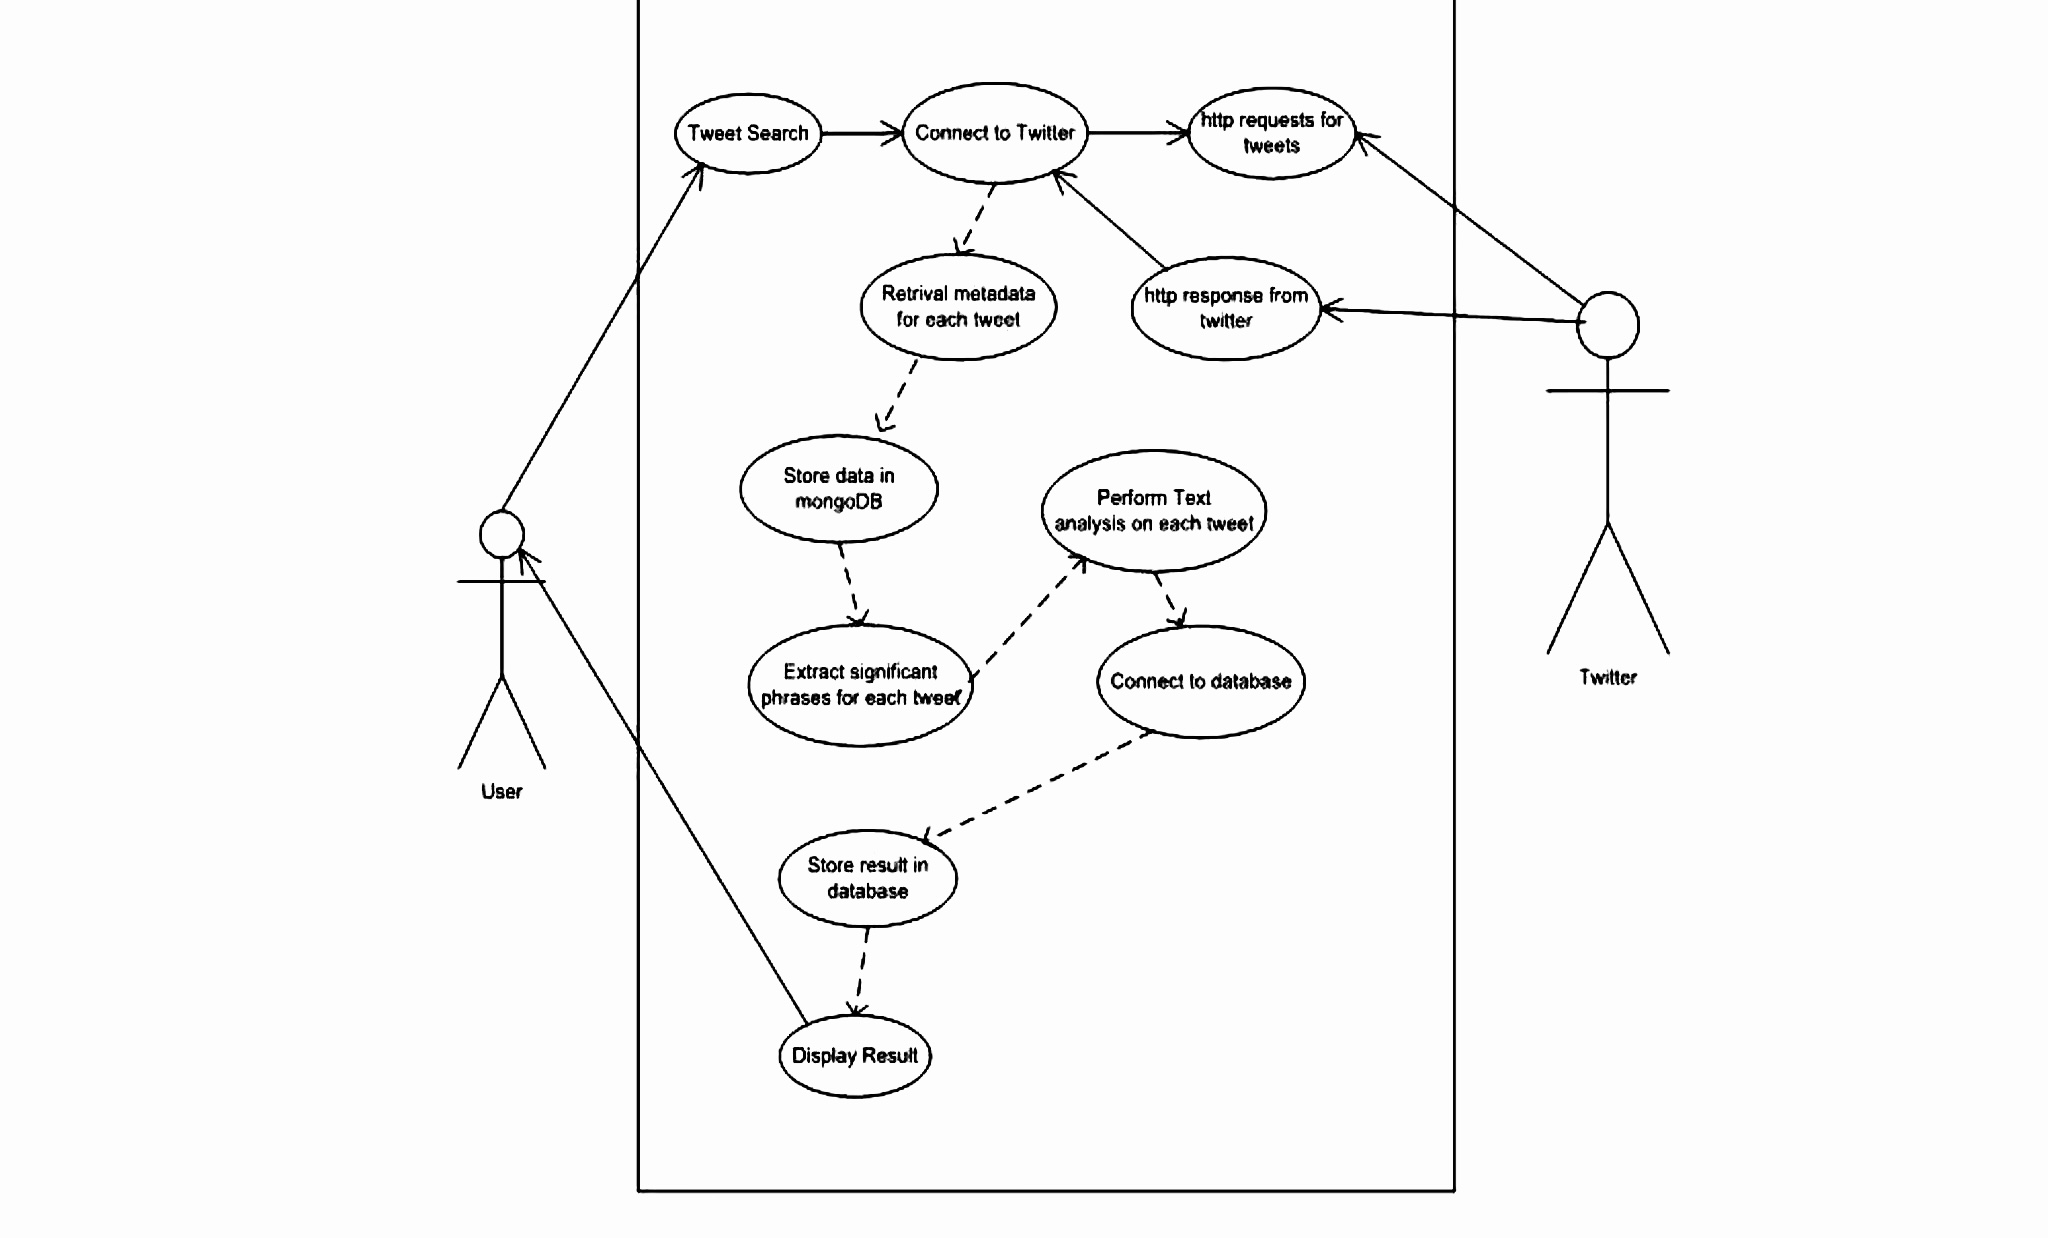 Tweet Search
Connect to Twitter
http requests for
tweets
Retrival metadata
for each tweet
http response from
twitter
Store data in
mongoDB
Perform Text
analysis on each tweet
Extract significant
phrases for each tweet
Connect to database
Twitter
User
Store result in
database
Display Result